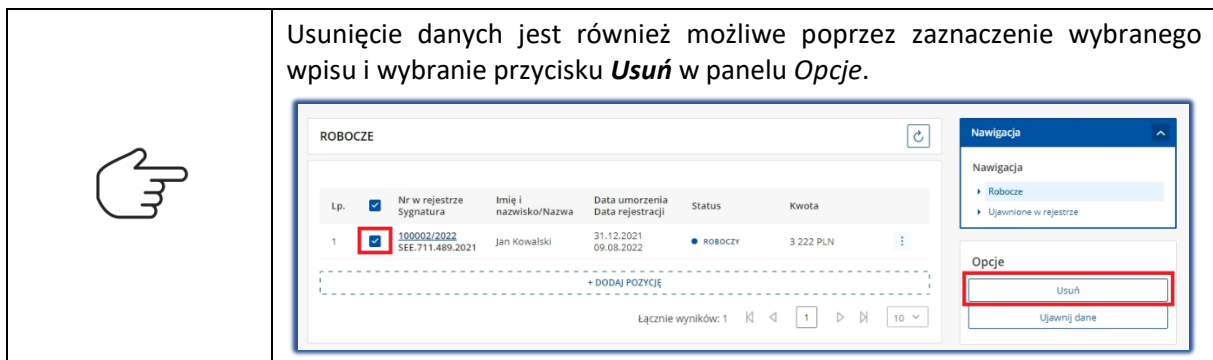 Usunięcie danych jest również możliwe poprzez zaznaczenie wybranego
wpisu i wybranie przycisku Usuń w panelu Opcje.
ROBOCZE
Lp.
Nr w rejestrze
Sygnatura
Imię i
nazwisko/Nazwa
Data umorzenia
Data rejestracji
Status
Kwota
1
100002/2022
SEE.711.489.2021
Jan Kowalski
31.12.2021
09.08.2022
ROBOCZY
3 222 PLN
+ DODAJ POZYCJĘ
Łącznie wyników: 1
1
10
Nawigacja
Nawigacja
Robocze
Ujawnione w rejestrze
Opcje
Usuń
Ujawnij dane